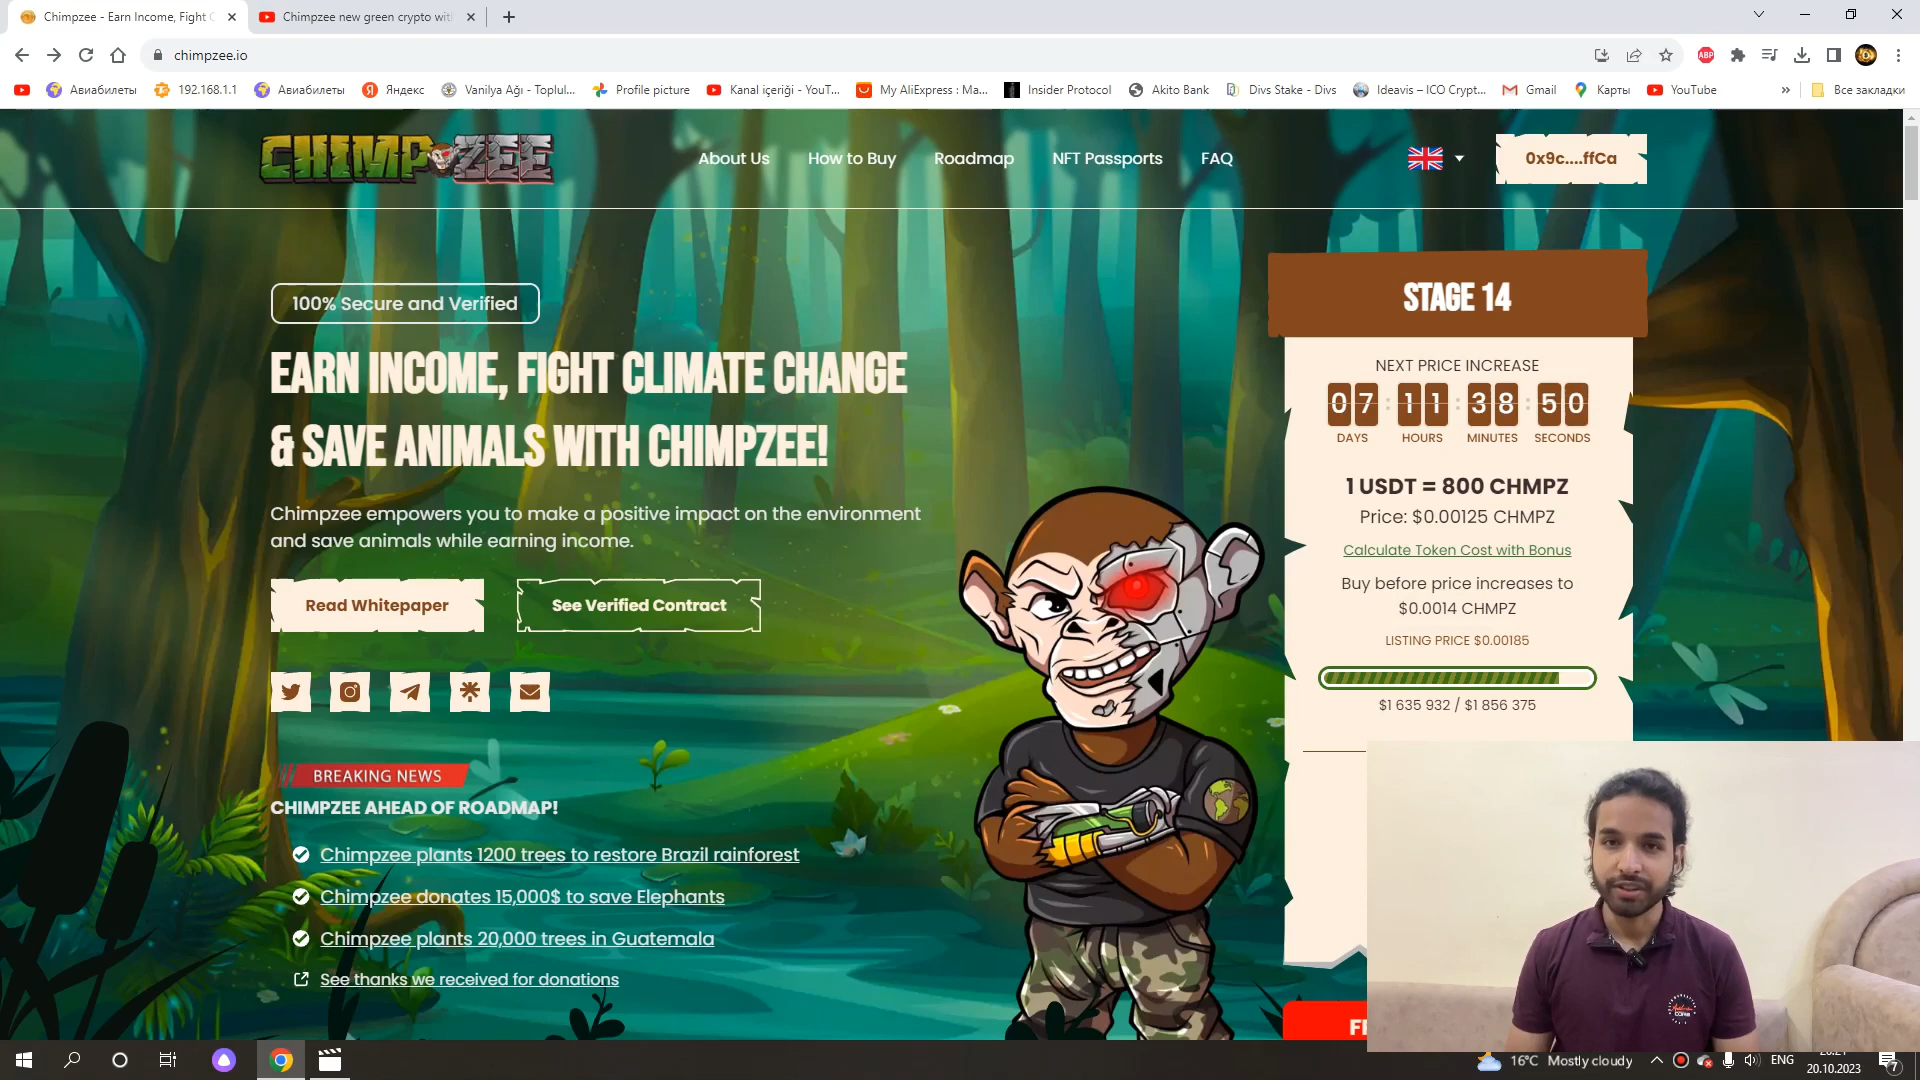 Chimpzee - Earn Income, Fight C
Chimpzee new green crypto wit
chimpzee.io
ABP
Авиабилеты
192.168.1.1
Авиабилеты
Яндекс
Vanilya Ağı - Toplul...
Profile picture
Kanal içeriği - YouT...
My AliExpress : Ma...
Insider Protocol
Akito Bank
Divs Stake - Divs
Ideavis – ICO Crypt...
Gmail
Карты
YouTube
»
Все закладки
CHIMPZEE
About Us
How to Buy
Roadmap
NFT Passports
FAQ
0x9c....ffCa
100% Secure and Verified
EARN INCOME, FIGHT CLIMATE CHANGE
& SAVE ANIMALS WITH CHIMPZEE!
Chimpzee empowers you to make a positive impact on the environment
and save animals while earning income.
Read Whitepaper
See Verified Contract
BREAKING NEWS
CHIMPZEE AHEAD OF ROADMAP!
Chimpzee plants 1200 trees to restore Brazil rainforest
Chimpzee donates 15,000$ to save Elephants
Chimpzee plants 20,000 trees in Guatemala
See thanks we received for donations
STAGE 14
NEXT PRICE INCREASE
07 : 11 : 38 : 50
DAYS HOURS MINUTES SECONDS
1 USDT = 800 CHMPZ
Price: $0.00125 CHMPZ
Calculate Token Cost with Bonus
Buy before price increases to
$0.0014 CHMPZ
LISTING PRICE $0.00185
$1 635 932 / $1 856 375
16°C Mostly cloudy
ENG
20.10.2023
7